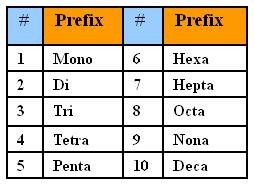 # Prefix # Prefix
1 Mono 6 Hexa
2 Di 7 Hepta
3 Tri 8 Octa
4 Tetra 9 Nona
5 Penta 10 Deca